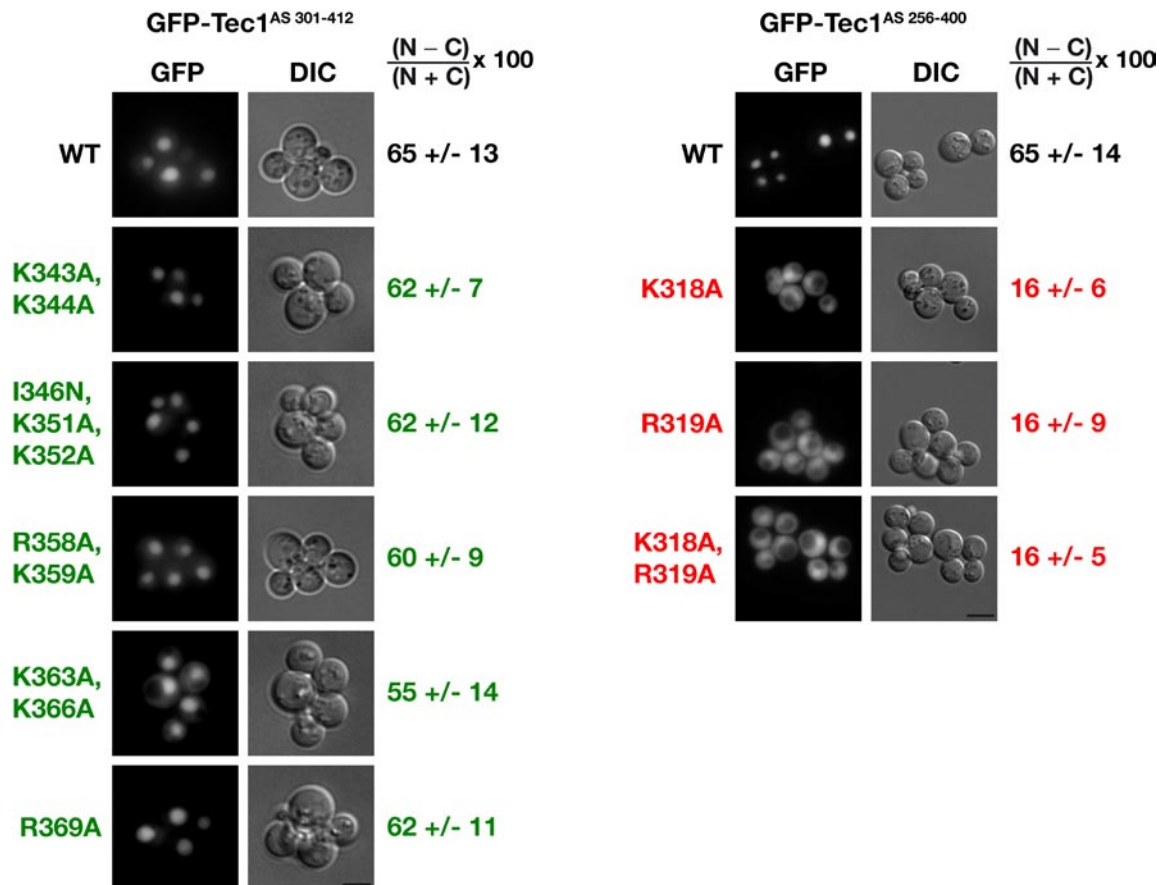 GFP-Tec1AS 301-412
GFP DIC (N – C)
(N + C) x 100
WT 65 +/- 13
K343A,
K344A 62 +/- 7
I346N,
K351A,
K352A 62 +/- 12
R358A,
K359A 60 +/- 9
K363A,
K366A 55 +/- 14
R369A 62 +/- 11
GFP-Tec1AS 256-400
GFP DIC (N – C)
(N + C) x 100
WT 65 +/- 14
K318A 16 +/- 6
R319A 16 +/- 9
K318A,
R319A 16 +/- 5